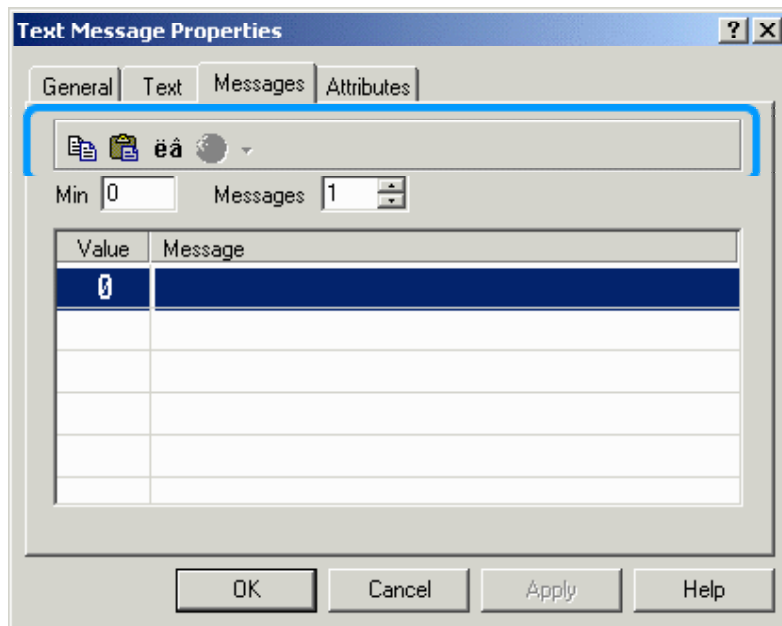 Text Message Properties
General Text Messages Attributes
ëâ
Min 0 Messages 1
Value Message
0
OK Cancel Apply Help